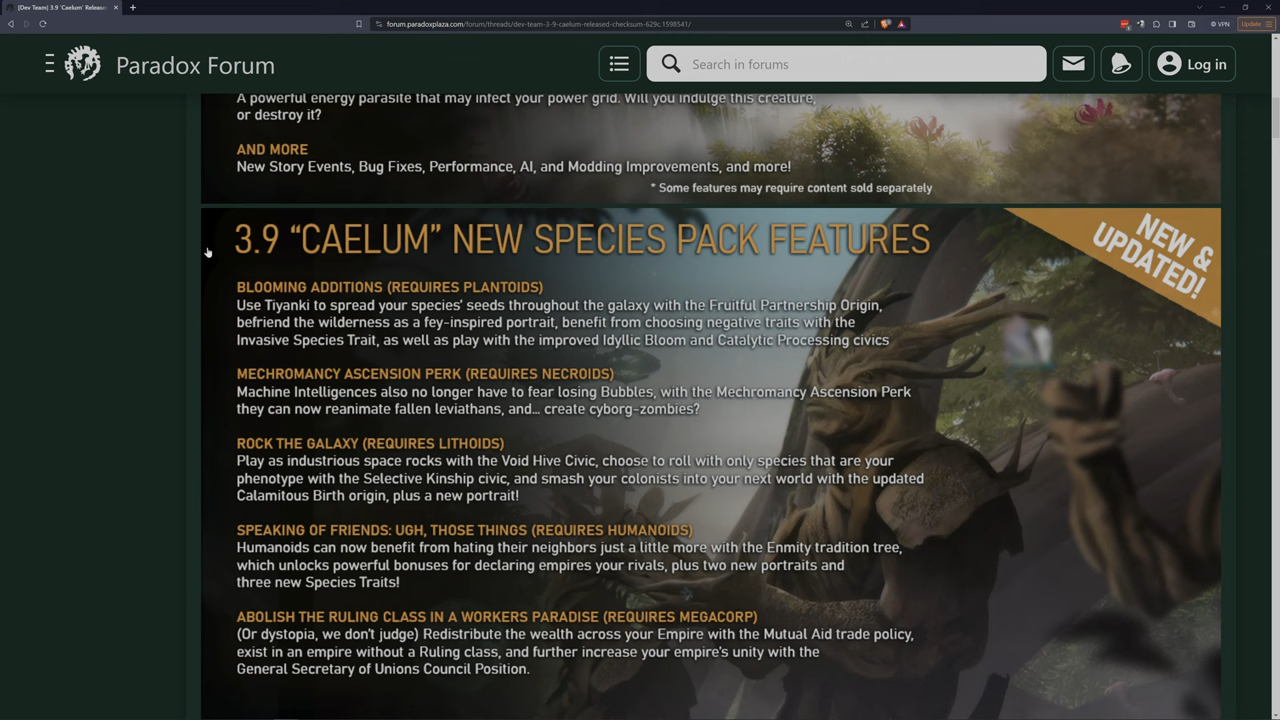 [Dev Team] 3.9 'Caelum' Release
forum.paradoxplaza.com/forum/threads/dev-team-3-9-caelum-released-checksum-629c.1598541/
VPN
Update
Paradox Forum
Search in forums
Log in
A powerful energy parasite that may infect your power grid. Will you indulge this creature,
or destroy it?
AND MORE
New Story Events, Bug Fixes, Performance, AI, and Modding Improvements, and more!
* Some features may require content sold separately
3.9 “CAELUM” NEW SPECIES PACK FEATURES
NEW &
UPDATED!
BLOOMING ADDITIONS (REQUIRES PLANTOIDS)
Use Tiyanki to spread your species’ seeds throughout the galaxy with the Fruitful Partnership Origin,
befriend the wilderness as a fey-inspired portrait, benefit from choosing negative traits with the
Invasive Species Trait, as well as play with the improved Idyllic Bloom and Catalytic Processing civics
MECHROMANCY ASCENSION PERK (REQUIRES NECROIDS)
Machine Intelligences also no longer have to fear losing Bubbles, with the Mechromancy Ascension Perk
they can now reanimate fallen leviathans, and… create cyborg-zombies?
ROCK THE GALAXY (REQUIRES LITHOIDS)
Play as industrious space rocks with the Void Hive Civic, choose to roll with only species that are your
phenotype with the Selective Kinship civic, and smash your colonists into your next world with the updated
Calamitous Birth origin, plus a new portrait!
SPEAKING OF FRIENDS: UGH, THOSE THINGS (REQUIRES HUMANOIDS)
Humanoids can now benefit from hating their neighbors just a little more with the Enmity tradition tree,
which unlocks powerful bonuses for declaring empires your rivals, plus two new portraits and
three new Species Traits!
ABOLISH THE RULING CLASS IN A WORKERS PARADISE (REQUIRES MEGACORP)
(Or dystopia, we don’t judge) Redistribute the wealth across your Empire with the Mutual Aid trade policy,
exist in an empire without a Ruling class, and further increase your empire’s unity with the
General Secretary of Unions Council Position.